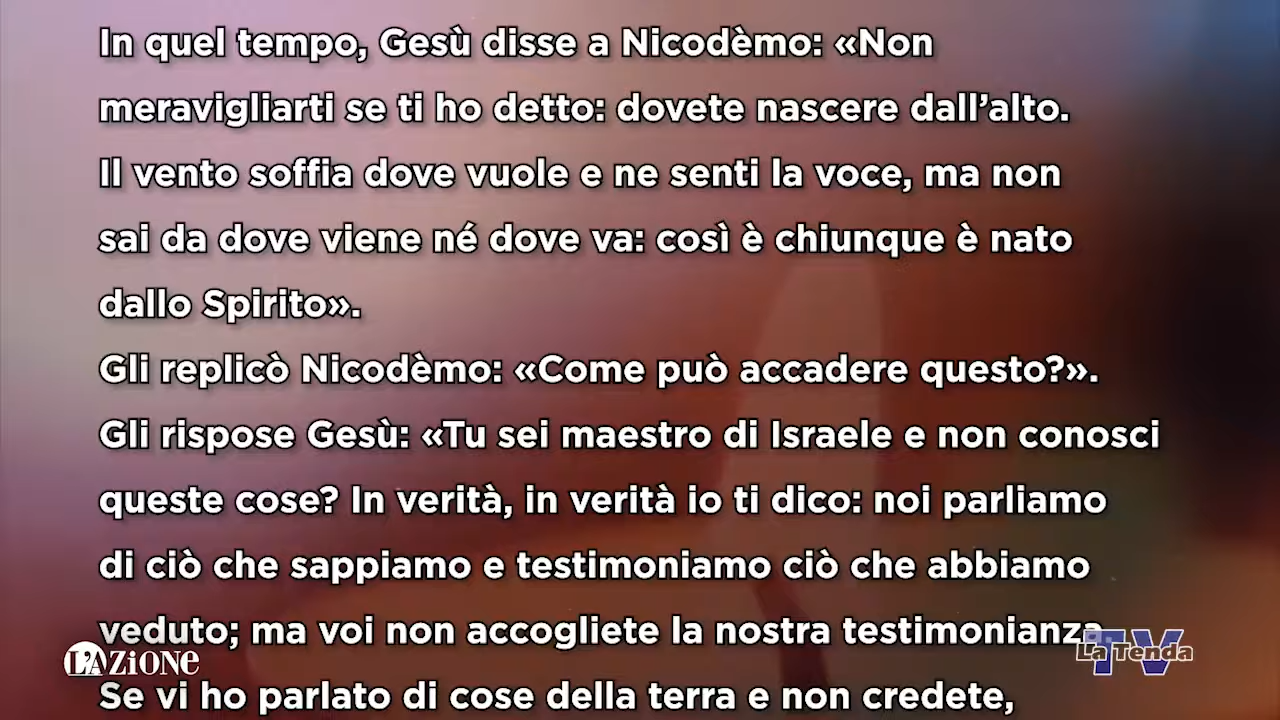 In quel tempo, Gesù disse a Nicodèmo: «Non
meravigliarti se ti ho detto: dovete nascere dall’alto.
Il vento soffia dove vuole e ne senti la voce, ma non
sai da dove viene né dove va: così è chiunque è nato
dallo Spirito».
Gli replicò Nicodèmo: «Come può accadere questo?».
Gli rispose Gesù: «Tu sei maestro di Israele e non conosci
queste cose? In verità, in verità io ti dico: noi parliamo
di ciò che sappiamo e testimoniamo ciò che abbiamo
veduto; ma voi non accogliete la nostra testimonianza
L'AZIONE
TV
La Tenda
Se vi ho parlato di cose della terra e non credete,